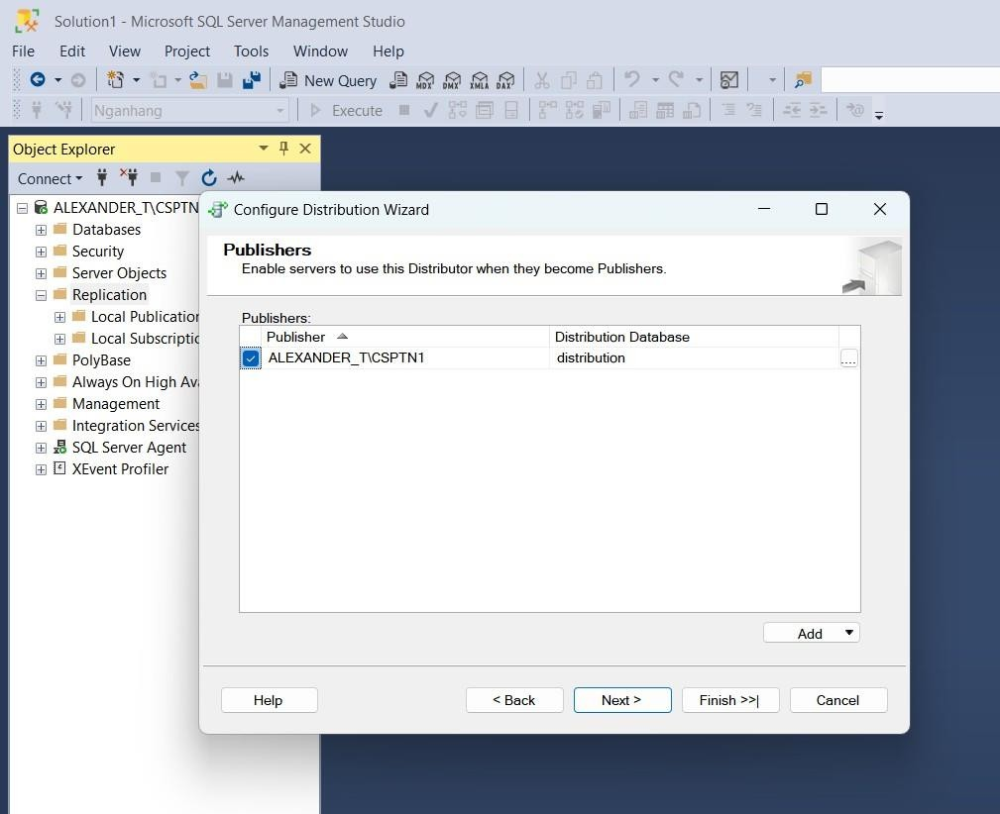 Solution1 - Microsoft SQL Server Management Studio
File Edit View Project Tools Window Help
New Query MDX DMX XMLA DAX
Nganhang Execute
Object Explorer
Connect
ALEXANDER_T\CSPTN
Databases
Security
Server Objects
Replication
Local Publication
Local Subscriptio
PolyBase
Always On High Ava
Management
Integration Services
SQL Server Agent
XEvent Profiler
Configure Distribution Wizard
Publishers
Enable servers to use this Distributor when they become Publishers.
Publishers:
Publisher Distribution Database
ALEXANDER_T\CSPTN1 distribution ...
Add
Help < Back Next > Finish >>| Cancel